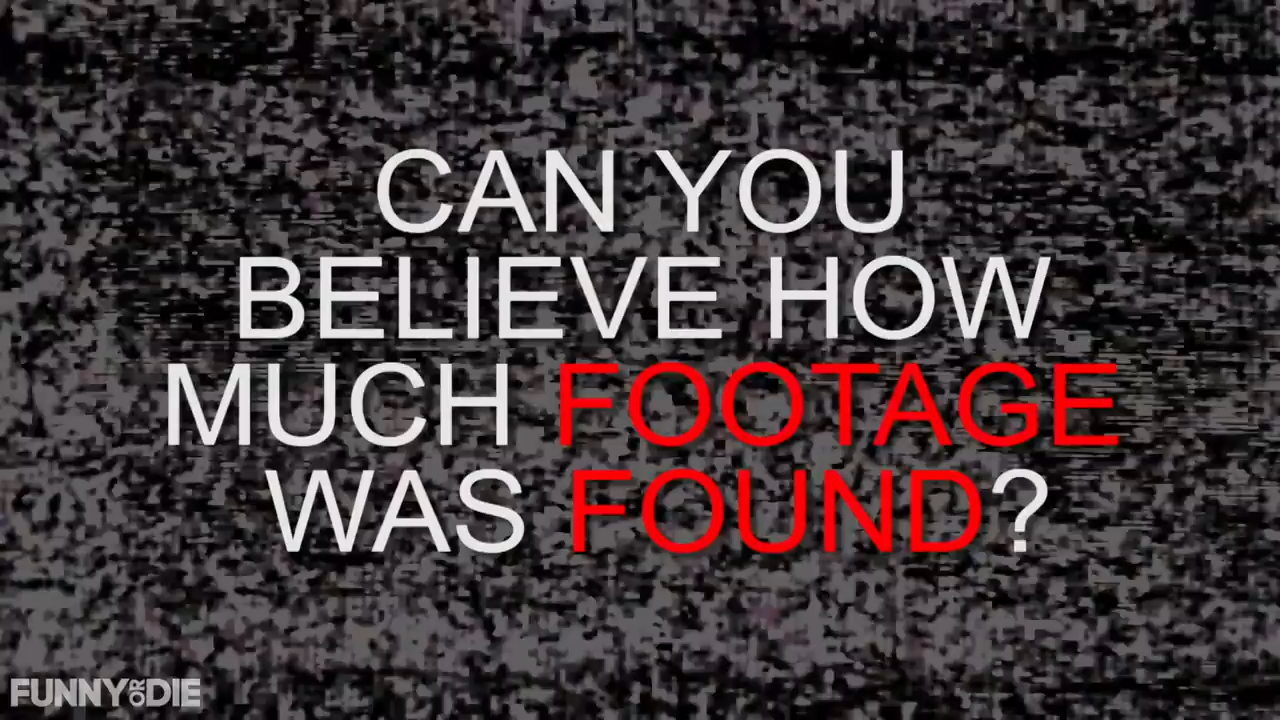 CAN YOU
BELIEVE HOW
MUCH FOOTAGE
WAS FOUND?
FUNNY OR DIE